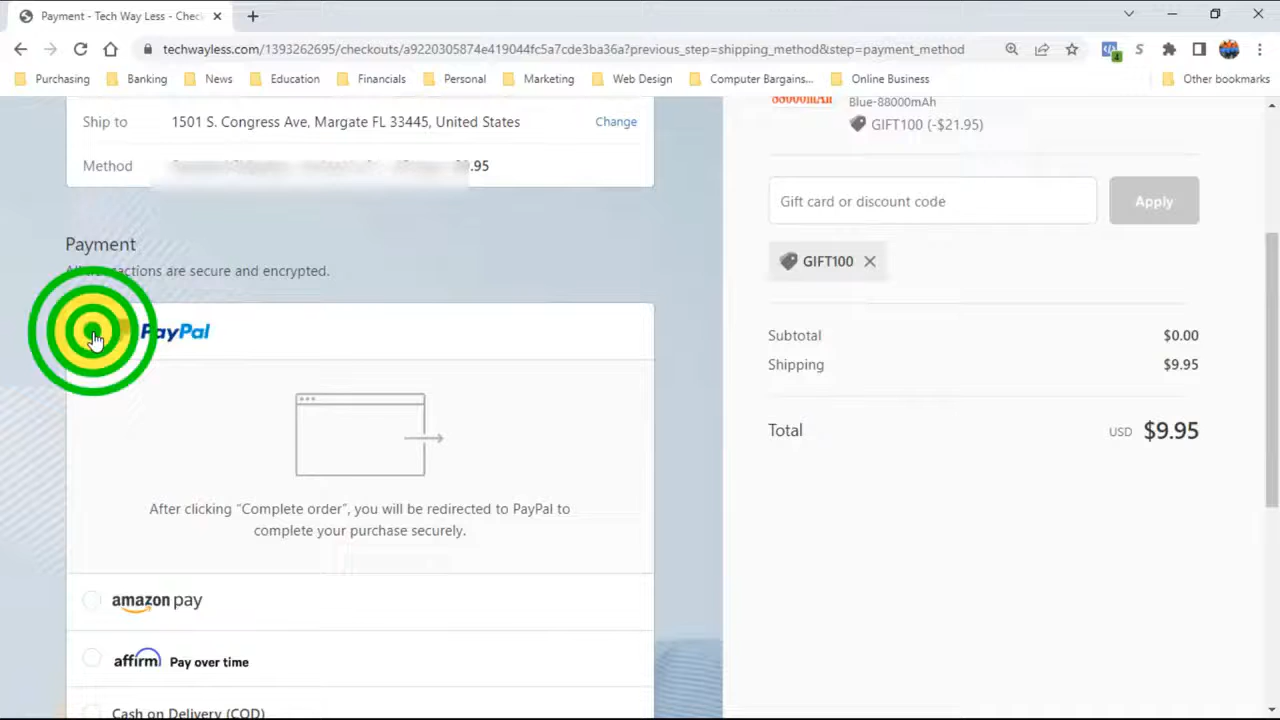 Payment - Tech Way Less - Chec
techwayless.com/1393262695/checkouts/a9220305874e419044fc5a7cde3ba36a?previous_step=shipping_method&step=payment_method
Purchasing
Banking
News
Education
Financials
Personal
Marketing
Web Design
Computer Bargains...
Online Business
Other bookmarks
Ship to
1501 S. Congress Ave, Margate FL 33445, United States
Change
Method
.95
Payment
All transactions are secure and encrypted.
PayPal
After clicking “Complete order”, you will be redirected to PayPal to
complete your purchase securely.
amazon pay
affirm Pay over time
Cash on Delivery (COD)
88000mAh
Blue-88000mAh
GIFT100 (-$21.95)
Gift card or discount code
Apply
GIFT100
Subtotal
$0.00
Shipping
$9.95
Total
USD $9.95